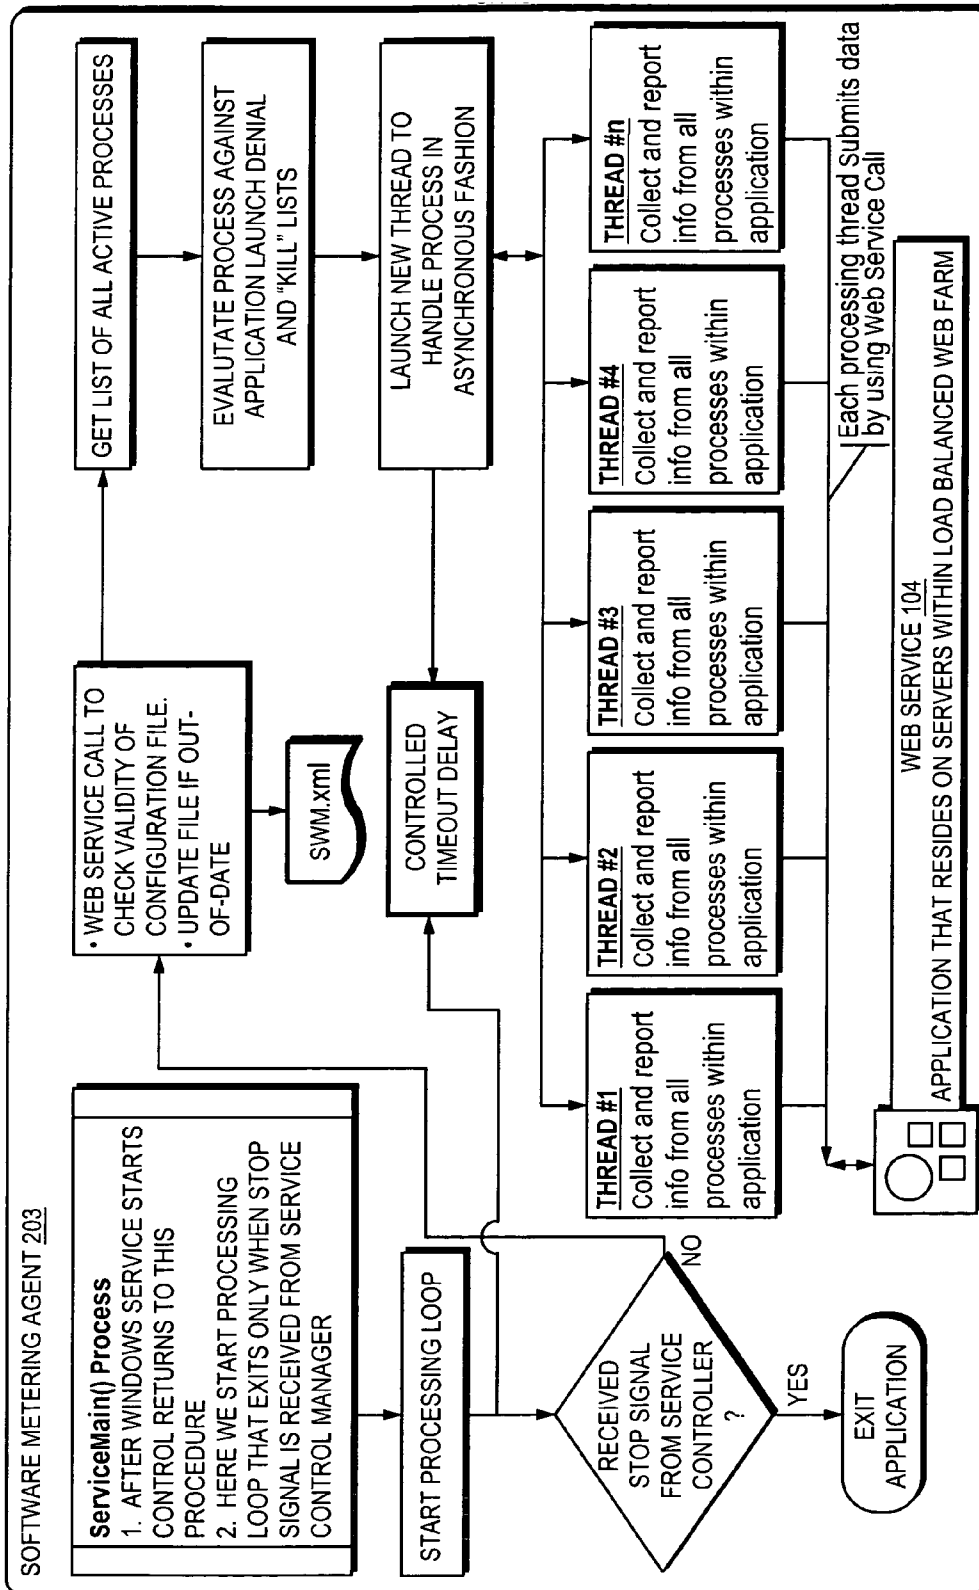 SOFTWARE METERING AGENT 203
ServiceMain() Process
1. AFTER WINDOWS SERVICE STARTS
CONTROL RETURNS TO THIS
PROCEDURE
2. HERE WE START PROCESSING
LOOP THAT EXITS ONLY WHEN STOP
SIGNAL IS RECEIVED FROM SERVICE
CONTROL MANAGER
START PROCESSING LOOP
RECEIVED
STOP SIGNAL
FROM SERVICE
CONTROLLER
?
NO
YES
EXIT
APPLICATION
• WEB SERVICE CALL TO
CHECK VALIDITY OF
CONFIGURATION FILE.
• UPDATE FILE IF OUT-
OF-DATE
SWM.xml
CONTROLLED
TIMEOUT DELAY
GET LIST OF ALL ACTIVE PROCESSES
EVALUTATE PROCESS AGAINST
APPLICATION LAUNCH DENIAL
AND "KILL" LISTS
LAUNCH NEW THREAD TO
HANDLE PROCESS IN
ASYNCHRONOUS FASHION
THREAD #1
Collect and report
info from all
processes within
application
THREAD #2
Collect and report
info from all
processes within
application
THREAD #3
Collect and report
info from all
processes within
application
THREAD #4
Collect and report
info from all
processes within
application
THREAD #n
Collect and report
info from all
processes within
application
Each processing thread Submits data
by using Web Service Call
WEB SERVICE 104
APPLICATION THAT RESIDES ON SERVERS WITHIN LOAD BALANCED WEB FARM